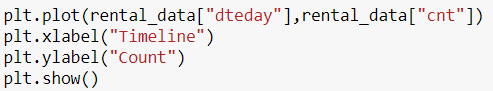 plt.plot(rental_data["dteday"],rental_data["cnt"])
plt.xlabel("Timeline")
plt.ylabel("Count")
plt.show()